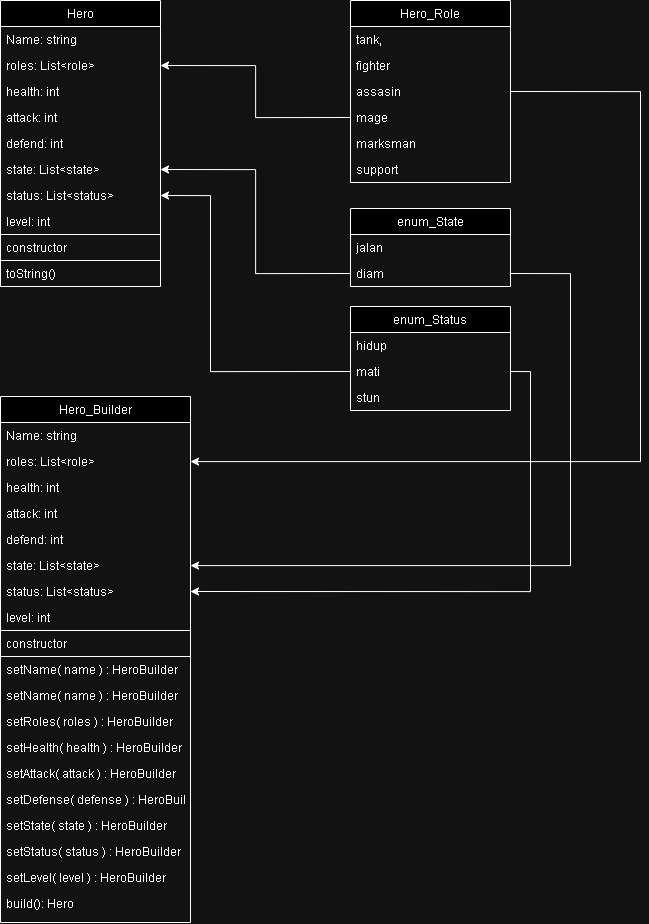 Hero
Name: string
roles: List<role>
health: int
attack: int
defend: int
state: List<state>
status: List<status>
level: int
constructor
toString()
Hero_Role
tank,
fighter
assasin
mage
marksman
support
enum_State
jalan
diam
enum_Status
hidup
mati
stun
Hero_Builder
Name: string
roles: List<role>
health: int
attack: int
defend: int
state: List<state>
status: List<status>
level: int
constructor
setName( name ) : HeroBuilder
setName( name ) : HeroBuilder
setRoles( roles ) : HeroBuilder
setHealth( health ) : HeroBuilder
setAttack( attack ) : HeroBuilder
setDefense( defense ) : HeroBuil
setState( state ) : HeroBuilder
setStatus( status ) : HeroBuilder
setLevel( level ) : HeroBuilder
build(): Hero